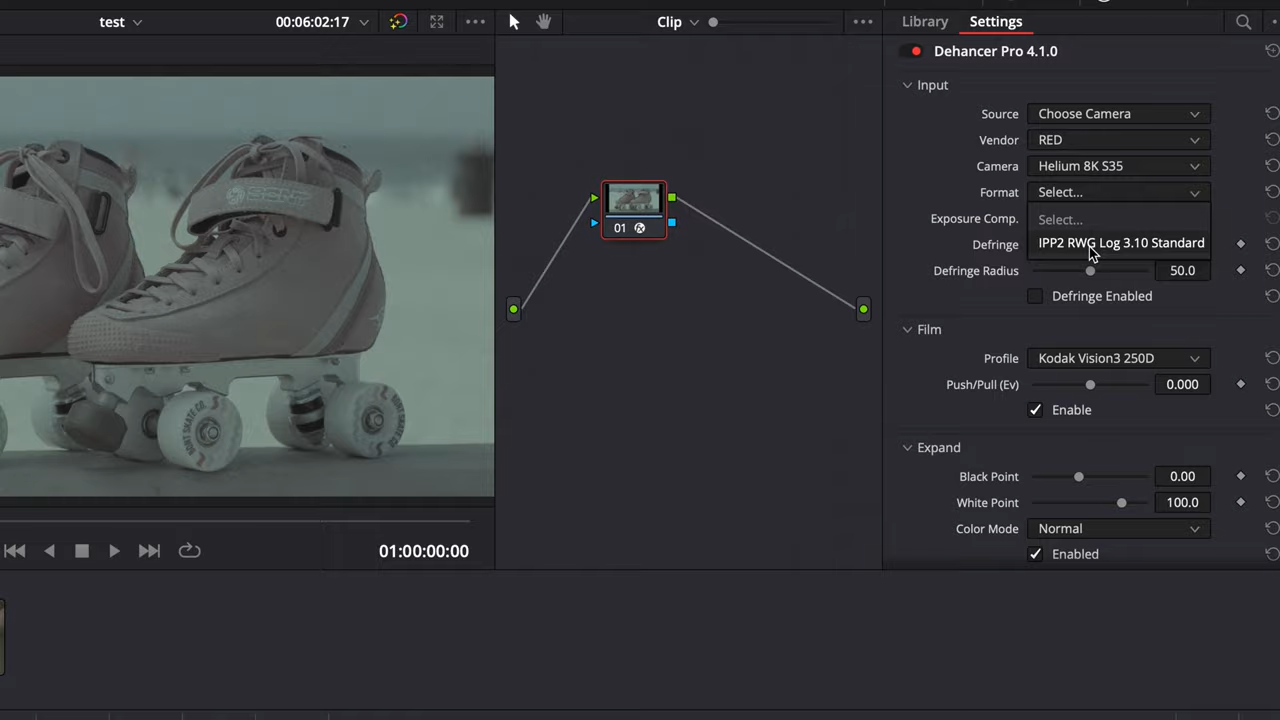 test
00:06:02:17
Clip
Library
Settings
Dehancer Pro 4.1.0
Input
Source
Choose Camera
Vendor
RED
Camera
Helium 8K S35
Format
Select...
Select...
Exposure Comp.
IPP2 RWG Log 3.10 Standard
Defringe
Defringe Radius
50.0
Defringe Enabled
Film
Profile
Kodak Vision3 250D
Push/Pull (Ev)
0.000
Enable
Expand
Black Point
0.00
White Point
100.0
Color Mode
Normal
Enabled
01
01:00:00:00